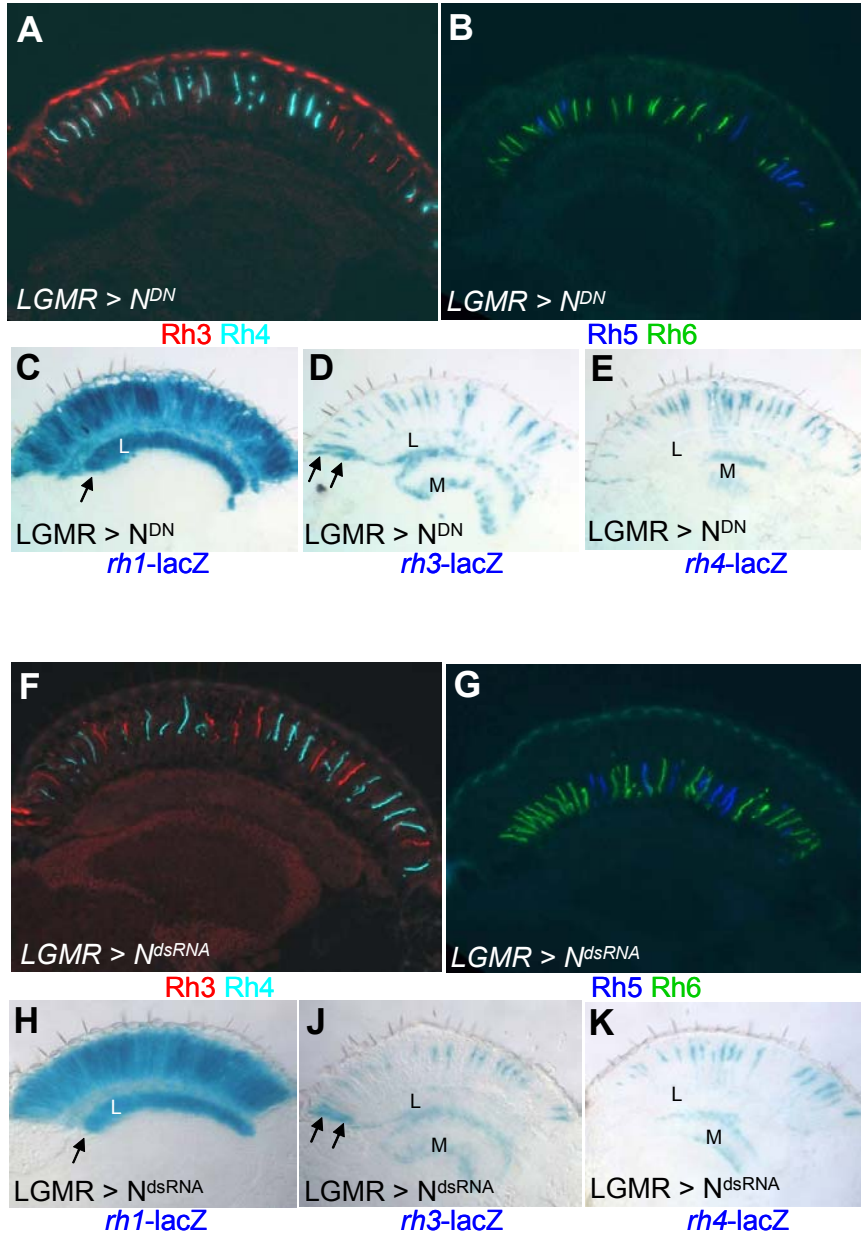 A
B
LGMR > N^DN
LGMR > N^DN
Rh3 Rh4
Rh5 Rh6
C
D
E
L
L
L
M
M
LGMR > N^DN
LGMR > N^DN
LGMR > N^DN
rh1-lacZ
rh3-lacZ
rh4-lacZ
F
G
LGMR > N^dsRNA
LGMR > N^dsRNA
Rh3 Rh4
Rh5 Rh6
H
J
K
L
L
L
M
M
LGMR > N^dsRNA
LGMR > N^dsRNA
LGMR > N^dsRNA
rh1-lacZ
rh3-lacZ
rh4-lacZ